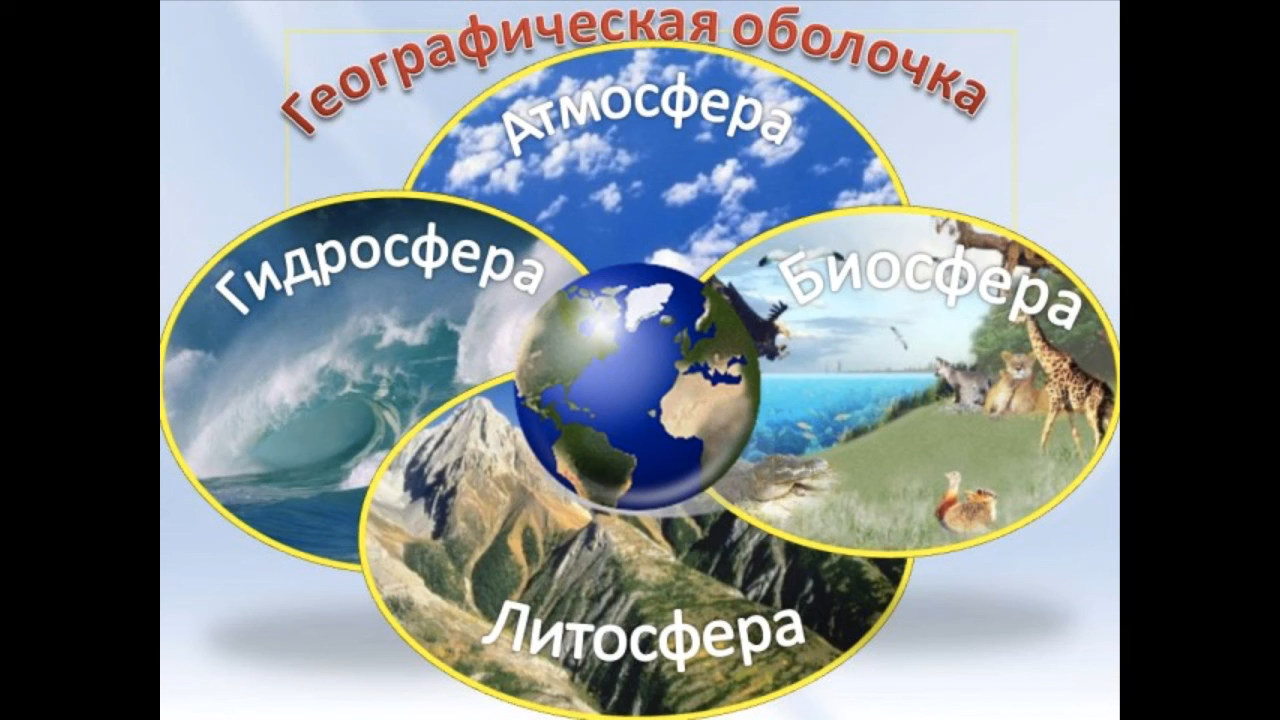 Географическая оболочка
Атмосфера
Гидросфера
Биосфера
Литосфера